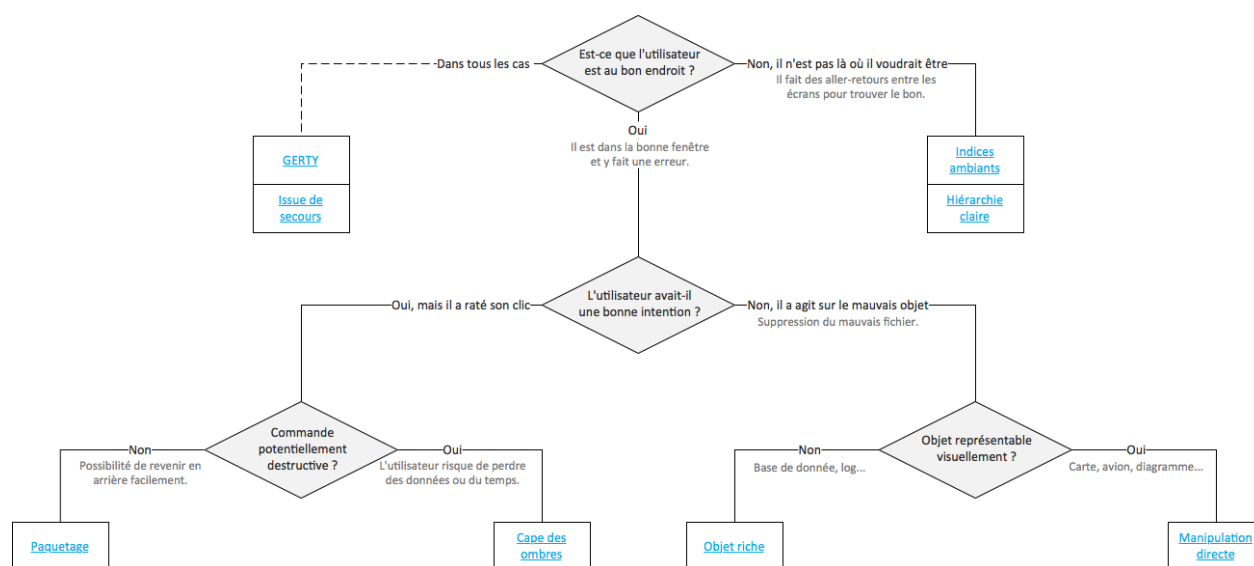 Est-ce que l'utilisateur
est au bon endroit ?
Dans tous les cas
Non, il n'est pas là où il voudrait être
Il fait des aller-retours entre les
écrans pour trouver le bon.
Oui
Il est dans la bonne fenêtre
et y fait une erreur.
GERTY
Issue de
secours
Indices
ambiants
Hiérarchie
claire
L'utilisateur avait-il
une bonne intention ?
Oui, mais il a raté son clic
Non, il a agit sur le mauvais objet
Suppression du mauvais fichier.
Commande
potentiellement
destructive ?
Non
Possibilité de revenir en
arrière facilement.
Oui
L'utilisateur risque de perdre
des données ou du temps.
Objet représentable
visuellement ?
Non
Base de donnée, log...
Oui
Carte, avion, diagramme...
Paquetage
Cape des
ombres
Objet riche
Manipulation
directe